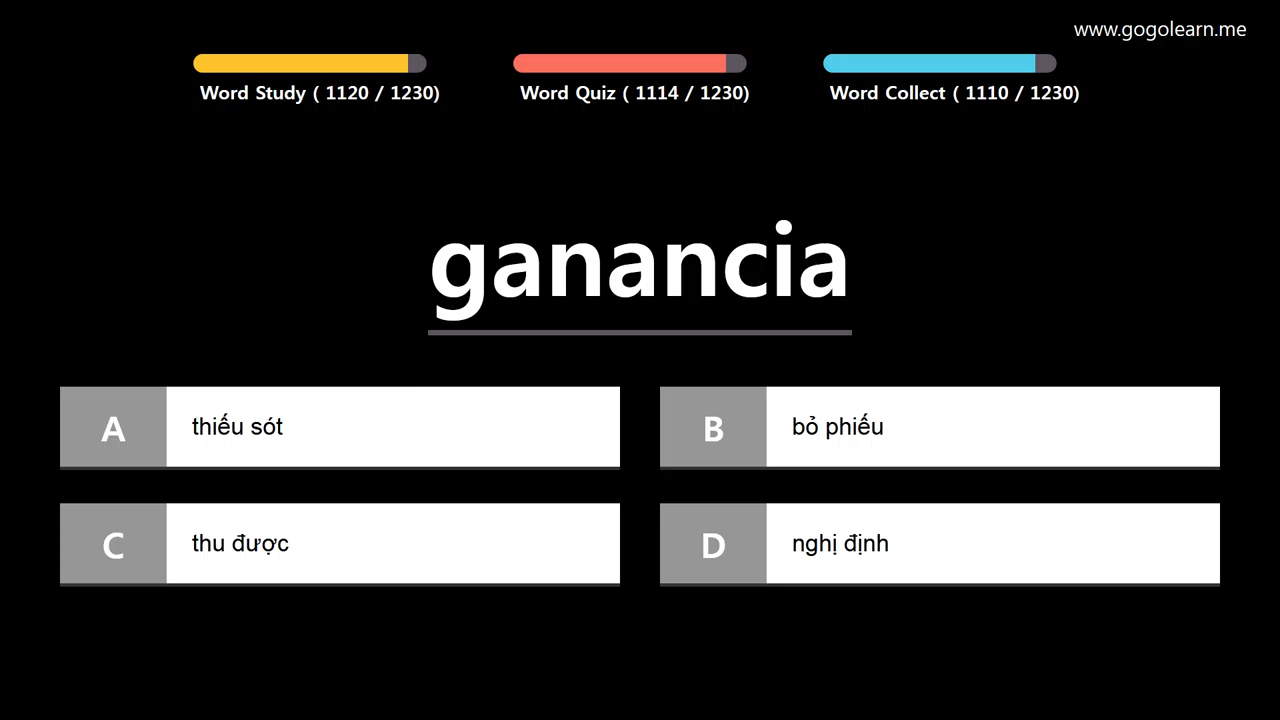 www.gogolearn.me
Word Study ( 1120 / 1230)
Word Quiz ( 1114 / 1230)
Word Collect ( 1110 / 1230)
ganancia
A thiếu sót
B bỏ phiếu
C thu được
D nghị định